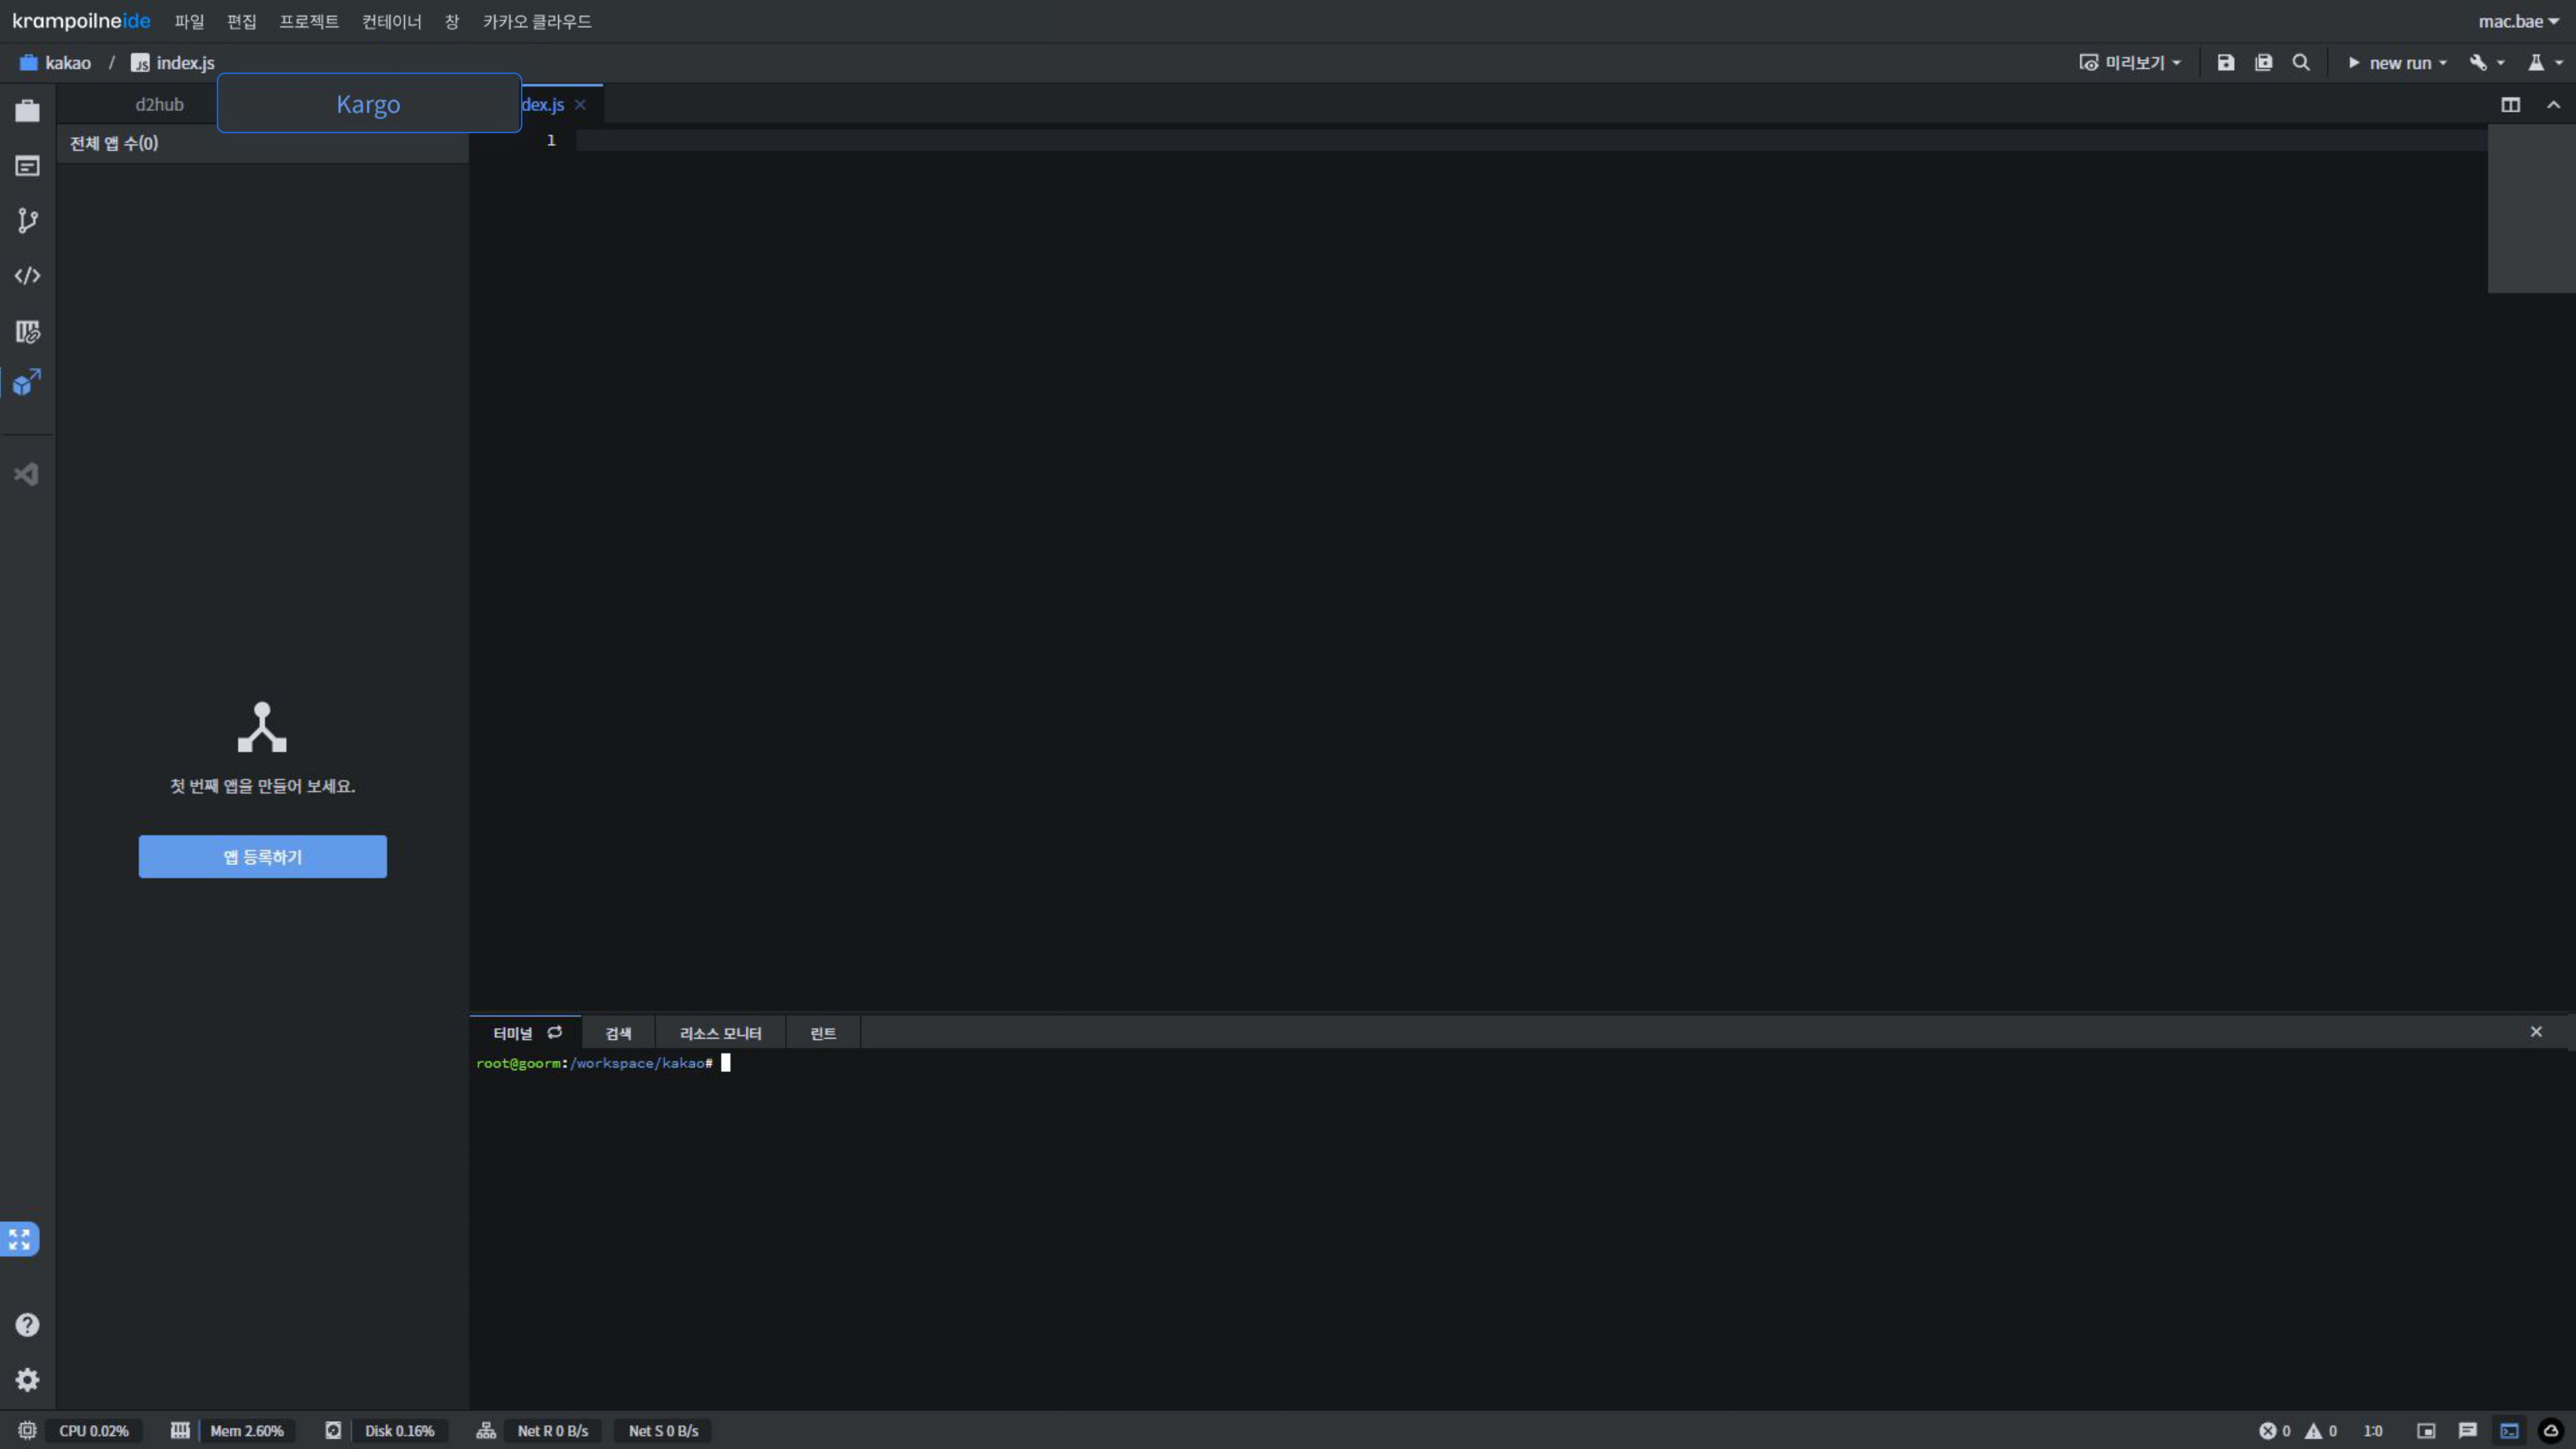 krampoilneide 파일 편집 프로젝트 컨테이너 창 카카오 클라우드 mac.bae
kakao / JS index.js 미리보기 new run
d2hub Kargo dex.js
전체 앱 수(0)
1
첫 번째 앱을 만들어 보세요.
앱 등록하기
터미널 검색 리소스 모니터 린트
root@goorm:/workspace/kakao#
CPU 0.02% Mem 2.60% Disk 0.16% Net R 0 B/s Net S 0 B/s 0 0 1:0